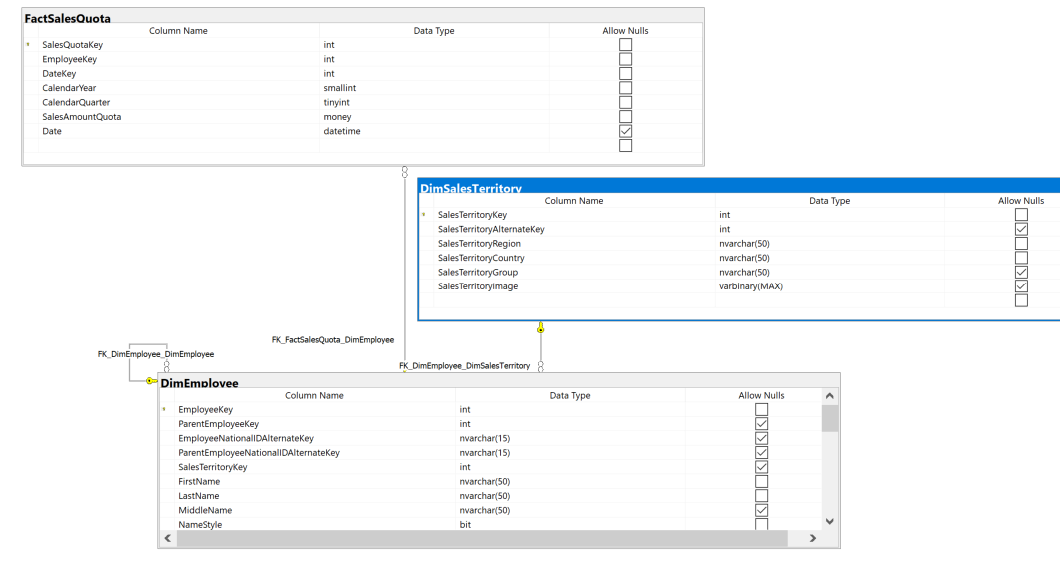 FactSalesQuota
Column Name Data Type Allow Nulls
SalesQuotaKey int
EmployeeKey int
DateKey int
CalendarYear smallint
CalendarQuarter tinyint
SalesAmountQuota money
Date datetime
DimSalesTerritory
Column Name Data Type Allow Nulls
SalesTerritoryKey int
SalesTerritoryAlternateKey int
SalesTerritoryRegion nvarchar(50)
SalesTerritoryCountry nvarchar(50)
SalesTerritoryGroup nvarchar(50)
SalesTerritoryImage varbinary(MAX)
FK_FactSalesQuota_DimEmployee
FK_DimEmployee_DimEmployee
FK_DimEmployee_DimSalesTerritory
DimEmployee
Column Name Data Type Allow Nulls
EmployeeKey int
ParentEmployeeKey int
EmployeeNationalIDAlternateKey nvarchar(15)
ParentEmployeeNationalIDAlternateKey nvarchar(15)
SalesTerritoryKey int
FirstName nvarchar(50)
LastName nvarchar(50)
MiddleName nvarchar(50)
NameStyle bit